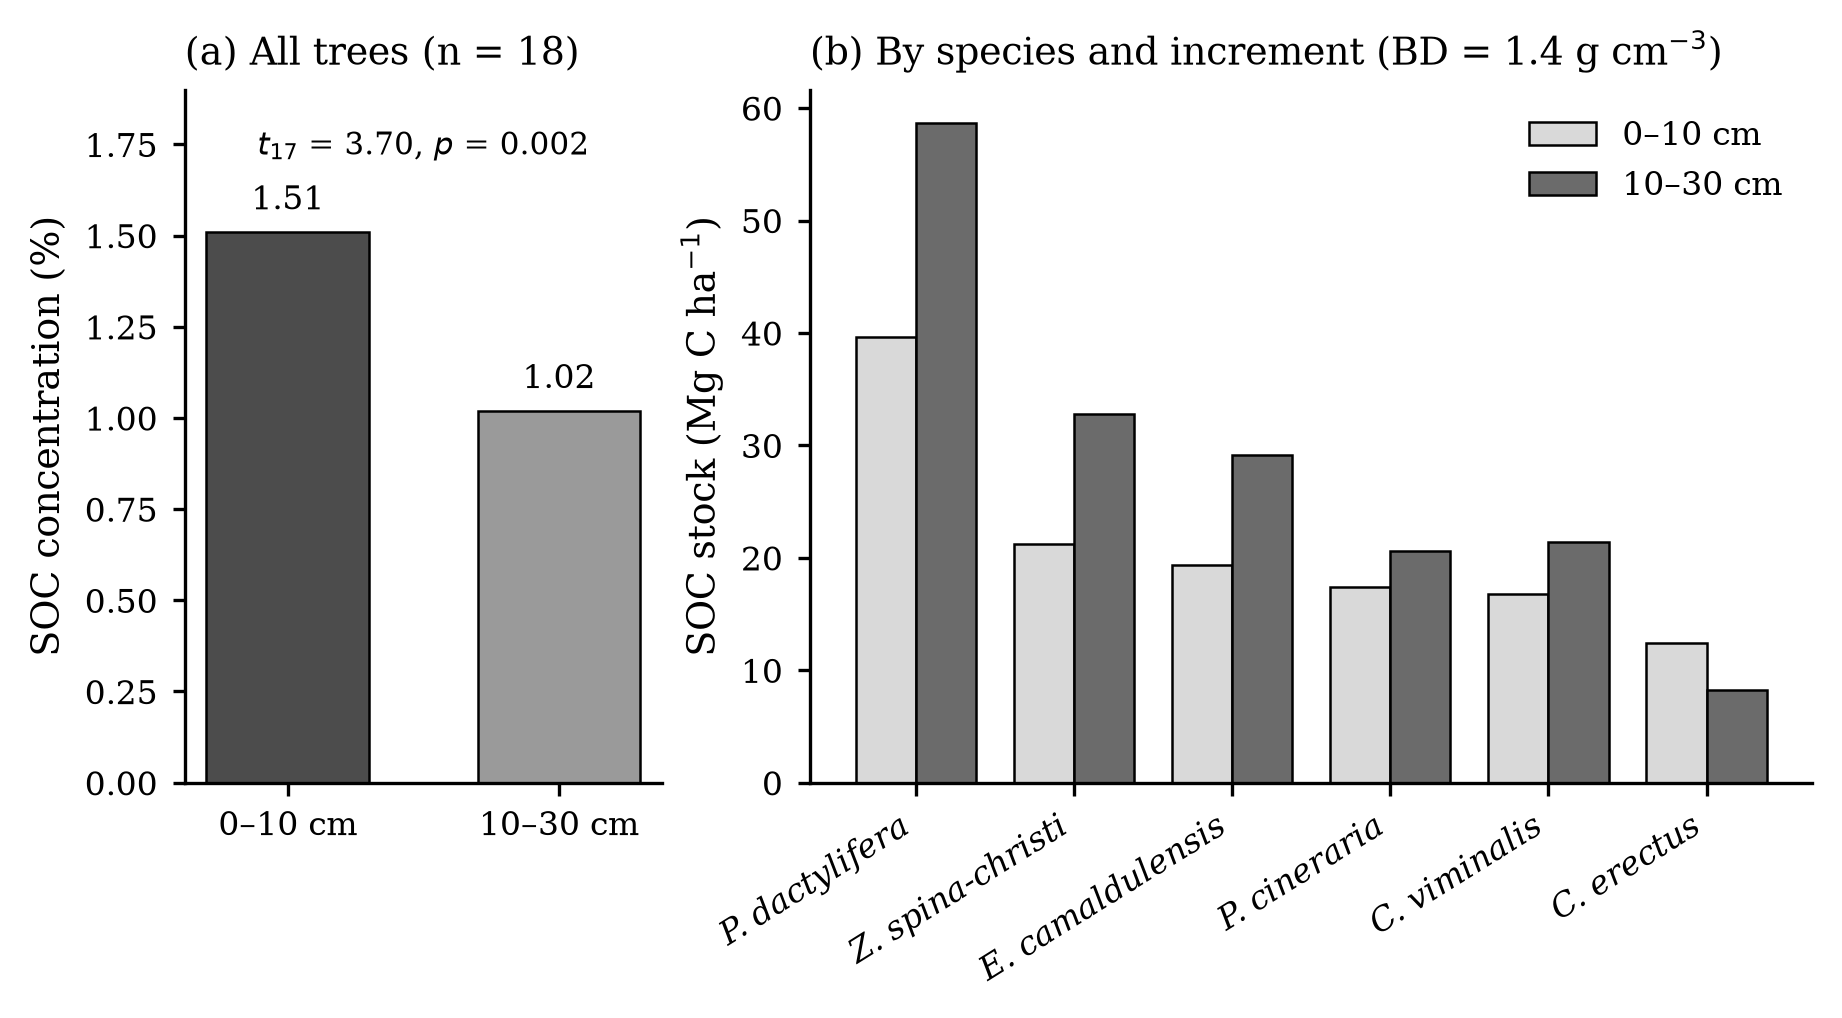 (a) All trees (n = 18)
t₁₇ = 3.70, p = 0.002
1.51
1.02
SOC concentration (%)
1.75
1.50
1.25
1.00
0.75
0.50
0.25
0.00
0–10 cm
10–30 cm
(b) By species and increment (BD = 1.4 g cm⁻³)
0–10 cm
10–30 cm
SOC stock (Mg C ha⁻¹)
60
50
40
30
20
10
0
P. dactylifera
Z. spina-christi
E. camaldulensis
P. cineraria
C. viminalis
C. erectus